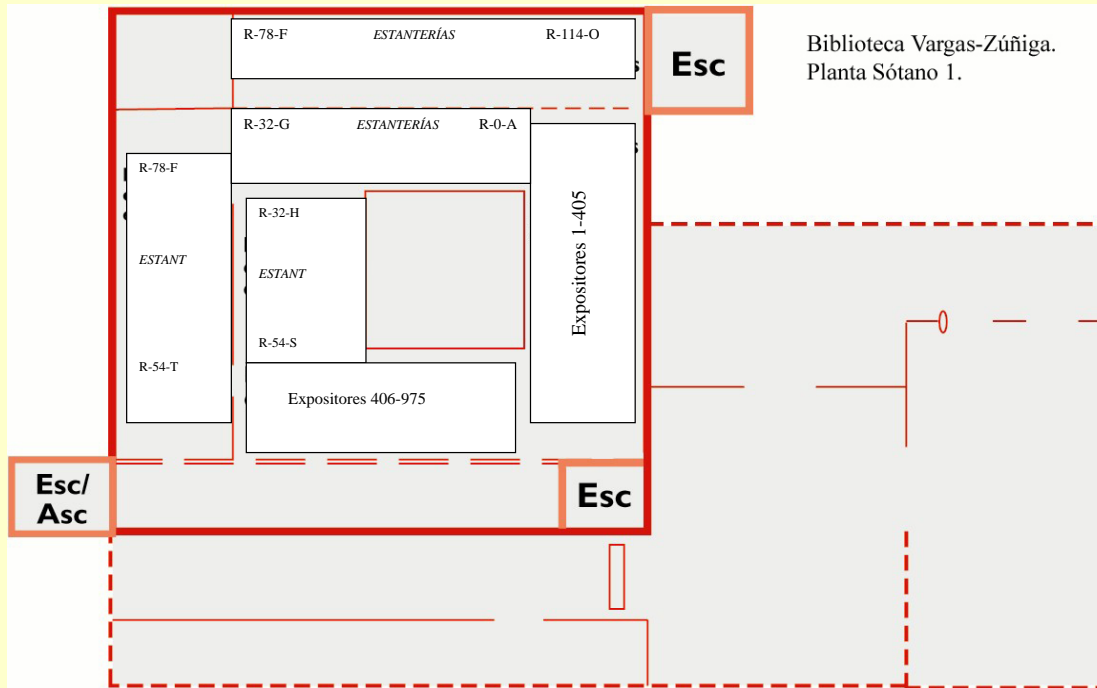 R-78-F ESTANTERÍAS R-114-O
Esc
Biblioteca Vargas-Zúñiga.
Planta Sótano 1.
R-32-G ESTANTERÍAS R-0-A
R-78-F
ESTANT
R-54-T
R-32-H
ESTANT
R-54-S
Expositores 1-405
Expositores 406-975
Esc/
Asc
Esc